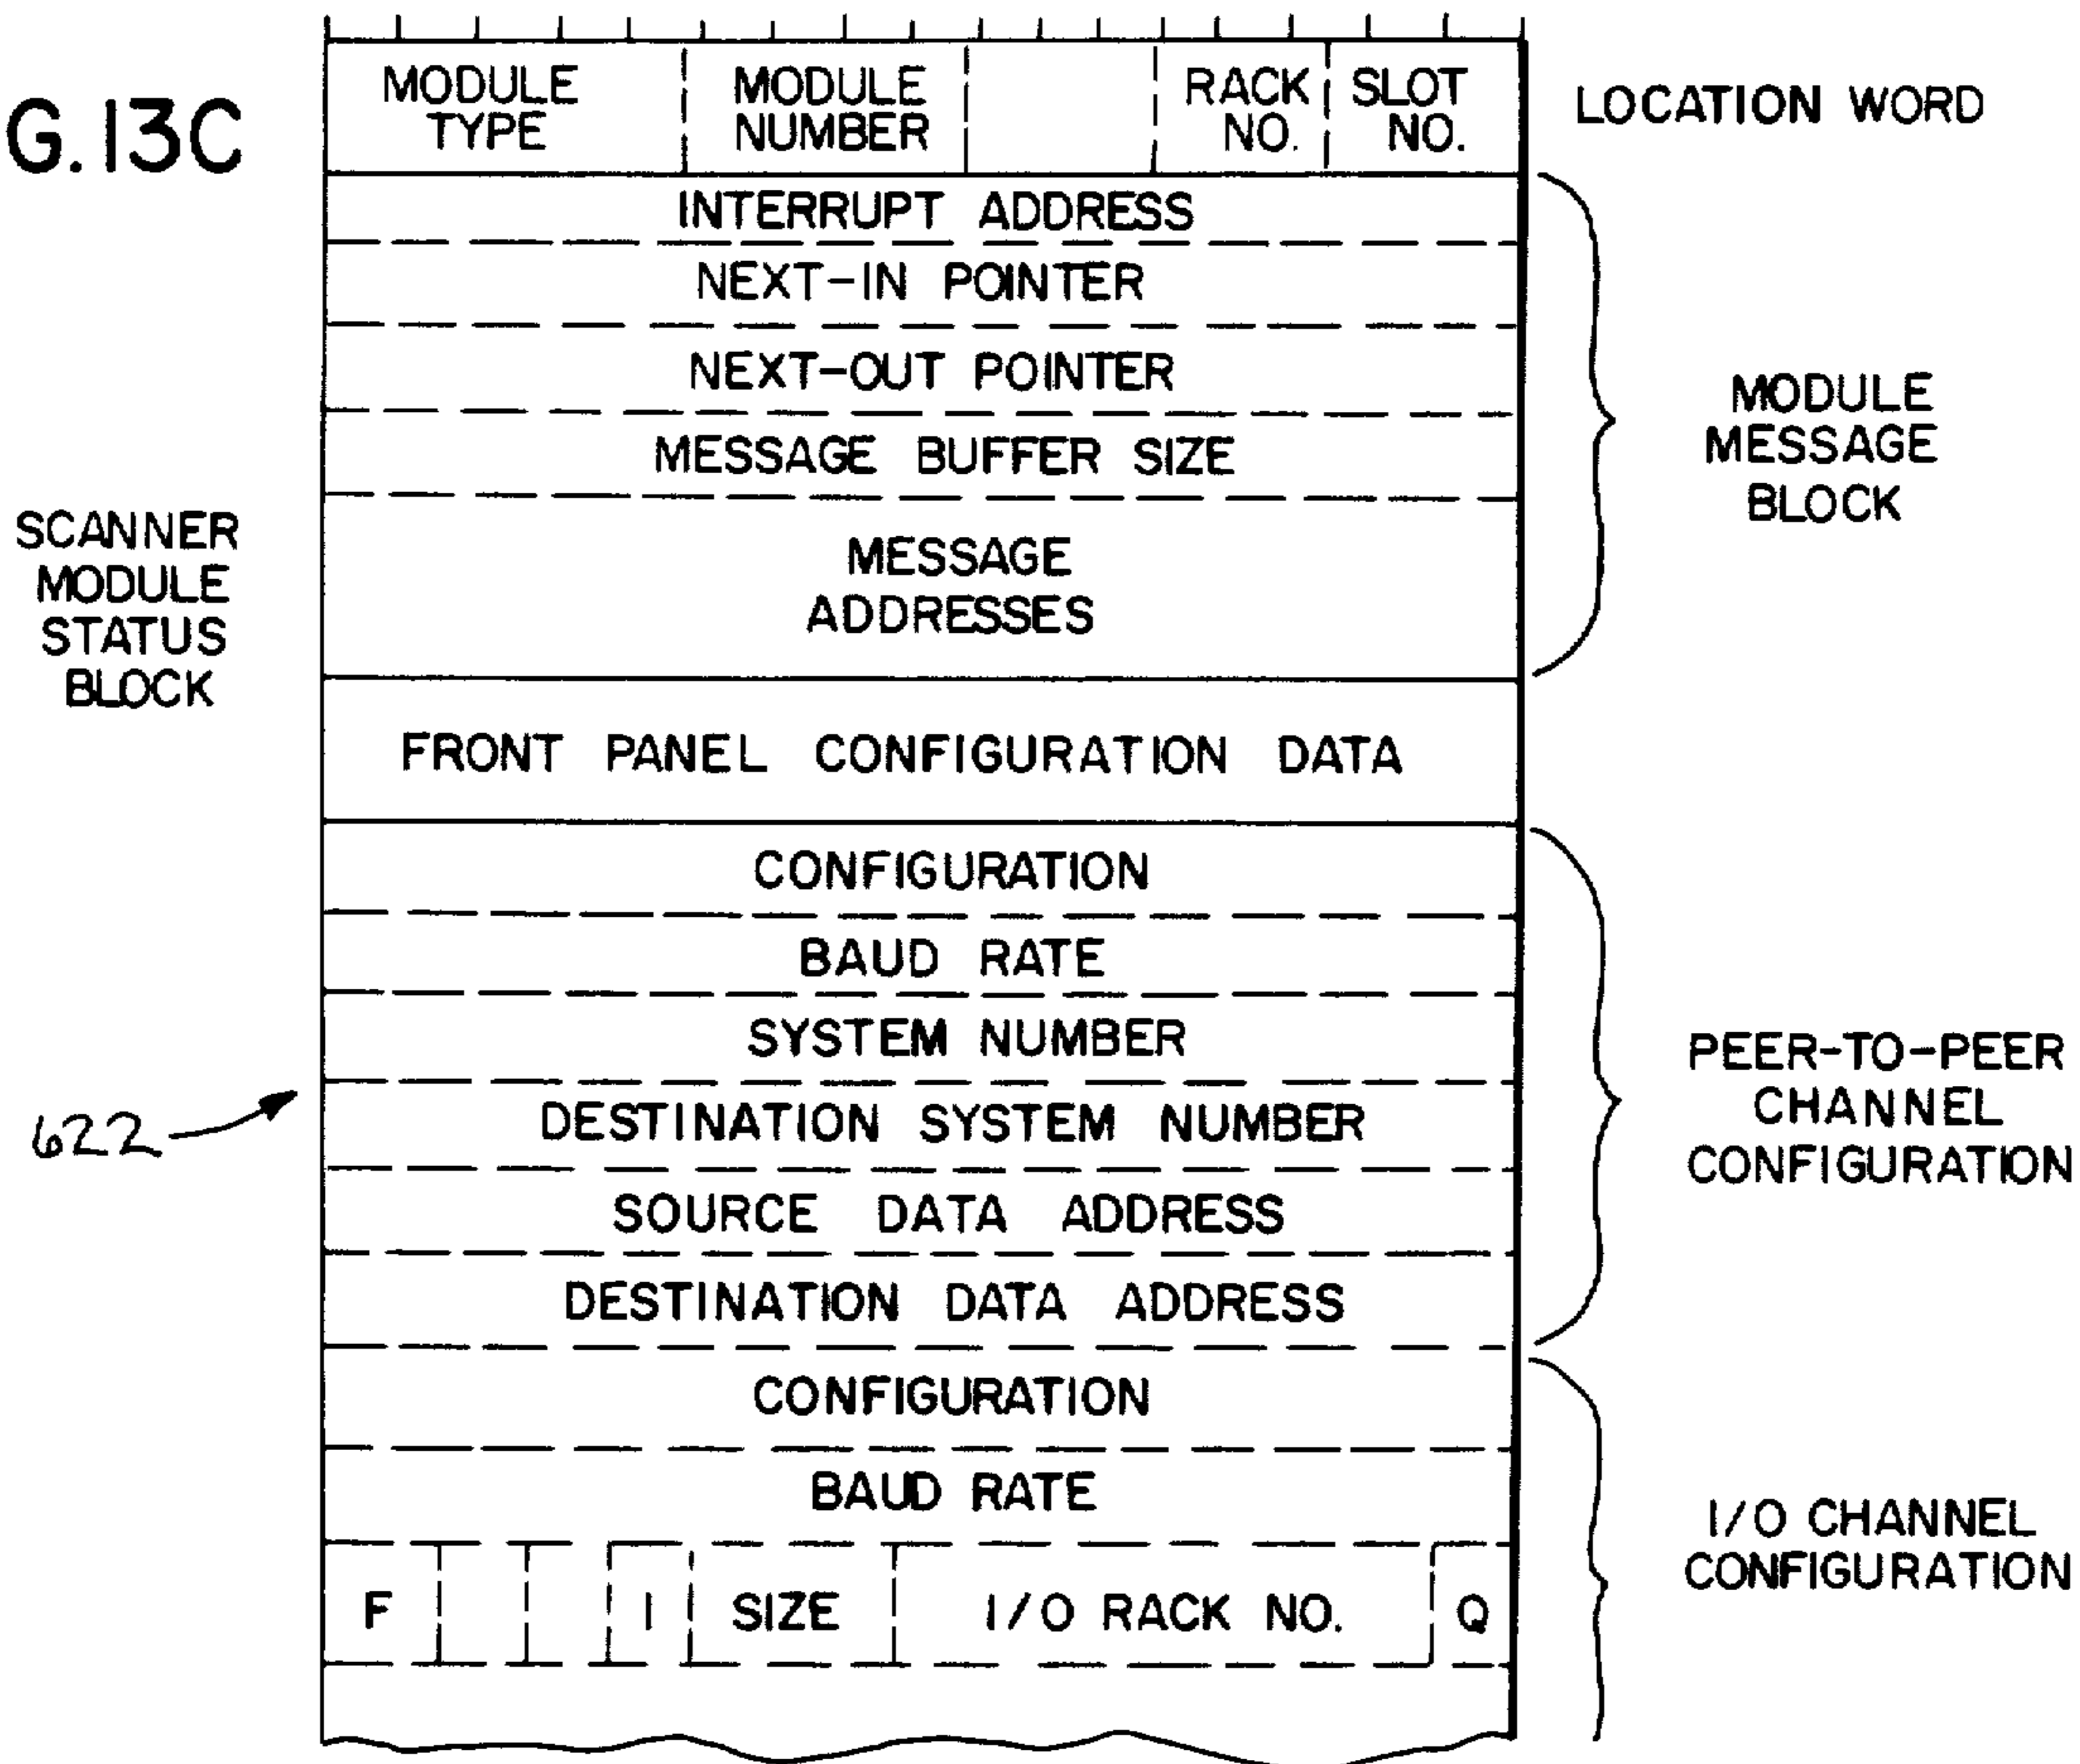 G.13C
MODULE TYPE
MODULE NUMBER
RACK NO.
SLOT NO.
LOCATION WORD
INTERRUPT ADDRESS
NEXT-IN POINTER
NEXT-OUT POINTER
MESSAGE BUFFER SIZE
MESSAGE
ADDRESSES
MODULE
MESSAGE
BLOCK
SCANNER
MODULE
STATUS
BLOCK
FRONT PANEL CONFIGURATION DATA
CONFIGURATION
BAUD RATE
SYSTEM NUMBER
DESTINATION SYSTEM NUMBER
SOURCE DATA ADDRESS
DESTINATION DATA ADDRESS
PEER-TO-PEER
CHANNEL
CONFIGURATION
622
CONFIGURATION
BAUD RATE
F I SIZE I/O RACK NO. Q
I/O CHANNEL
CONFIGURATION